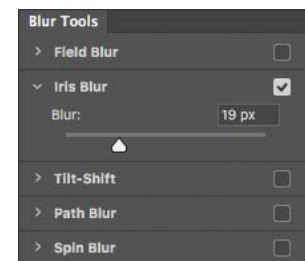 Blur Tools
Field Blur
Iris Blur
Blur:
19 px
Tilt-Shift
Path Blur
Spin Blur